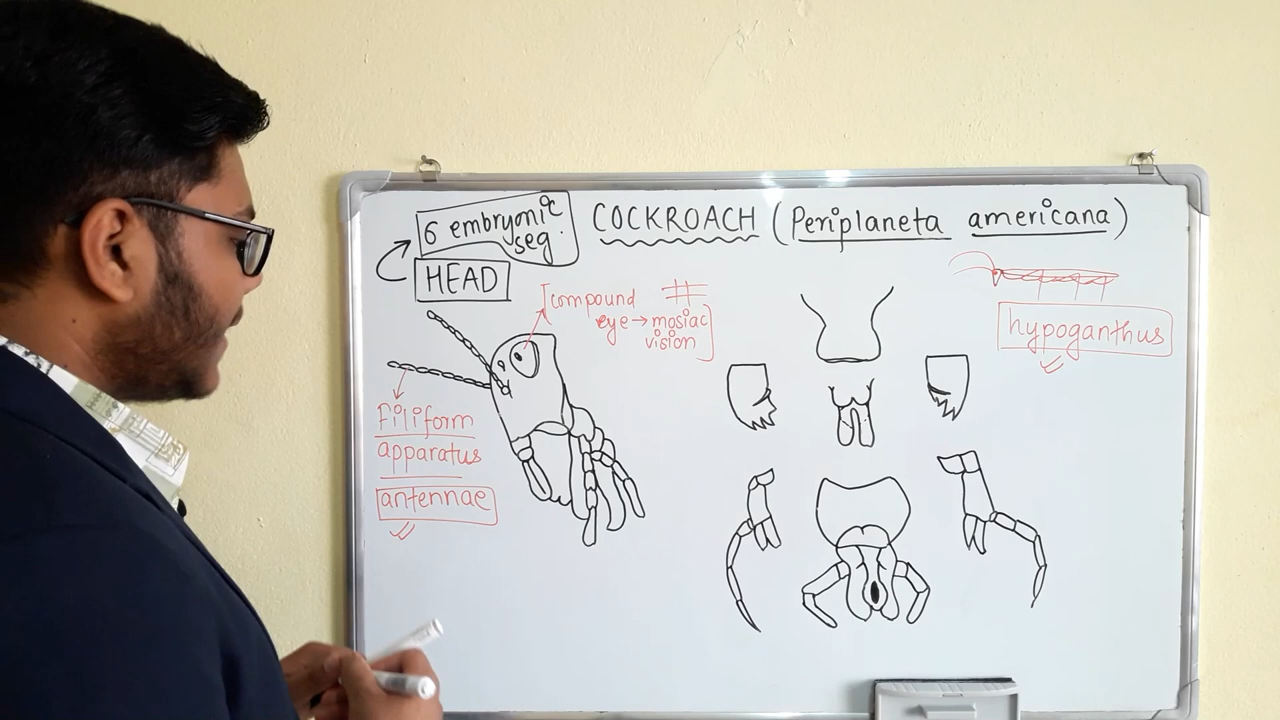 6 embryonic
seg.
COCKROACH (Periplaneta americana)
HEAD
compound
eye → mosiac
vision
hypoganthus
Filiform
apparatus
antennae